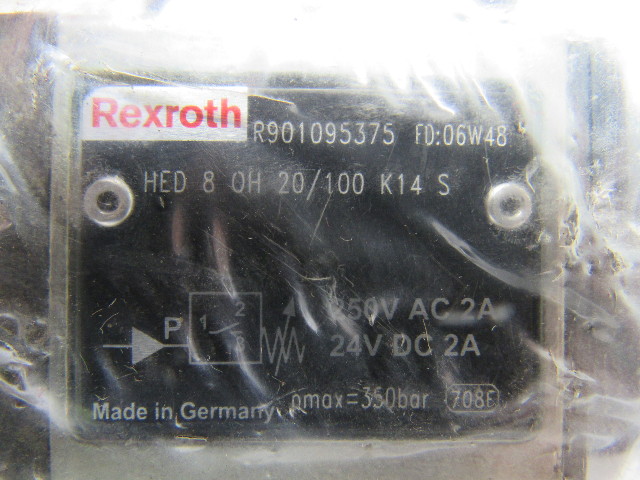 Rexroth R901095375 FD:06W48
HED 8 OH 20/100 K14 S
P 1 2 3 250V AC 2A
24V DC 2A
Made in Germany pmax=350bar 708F